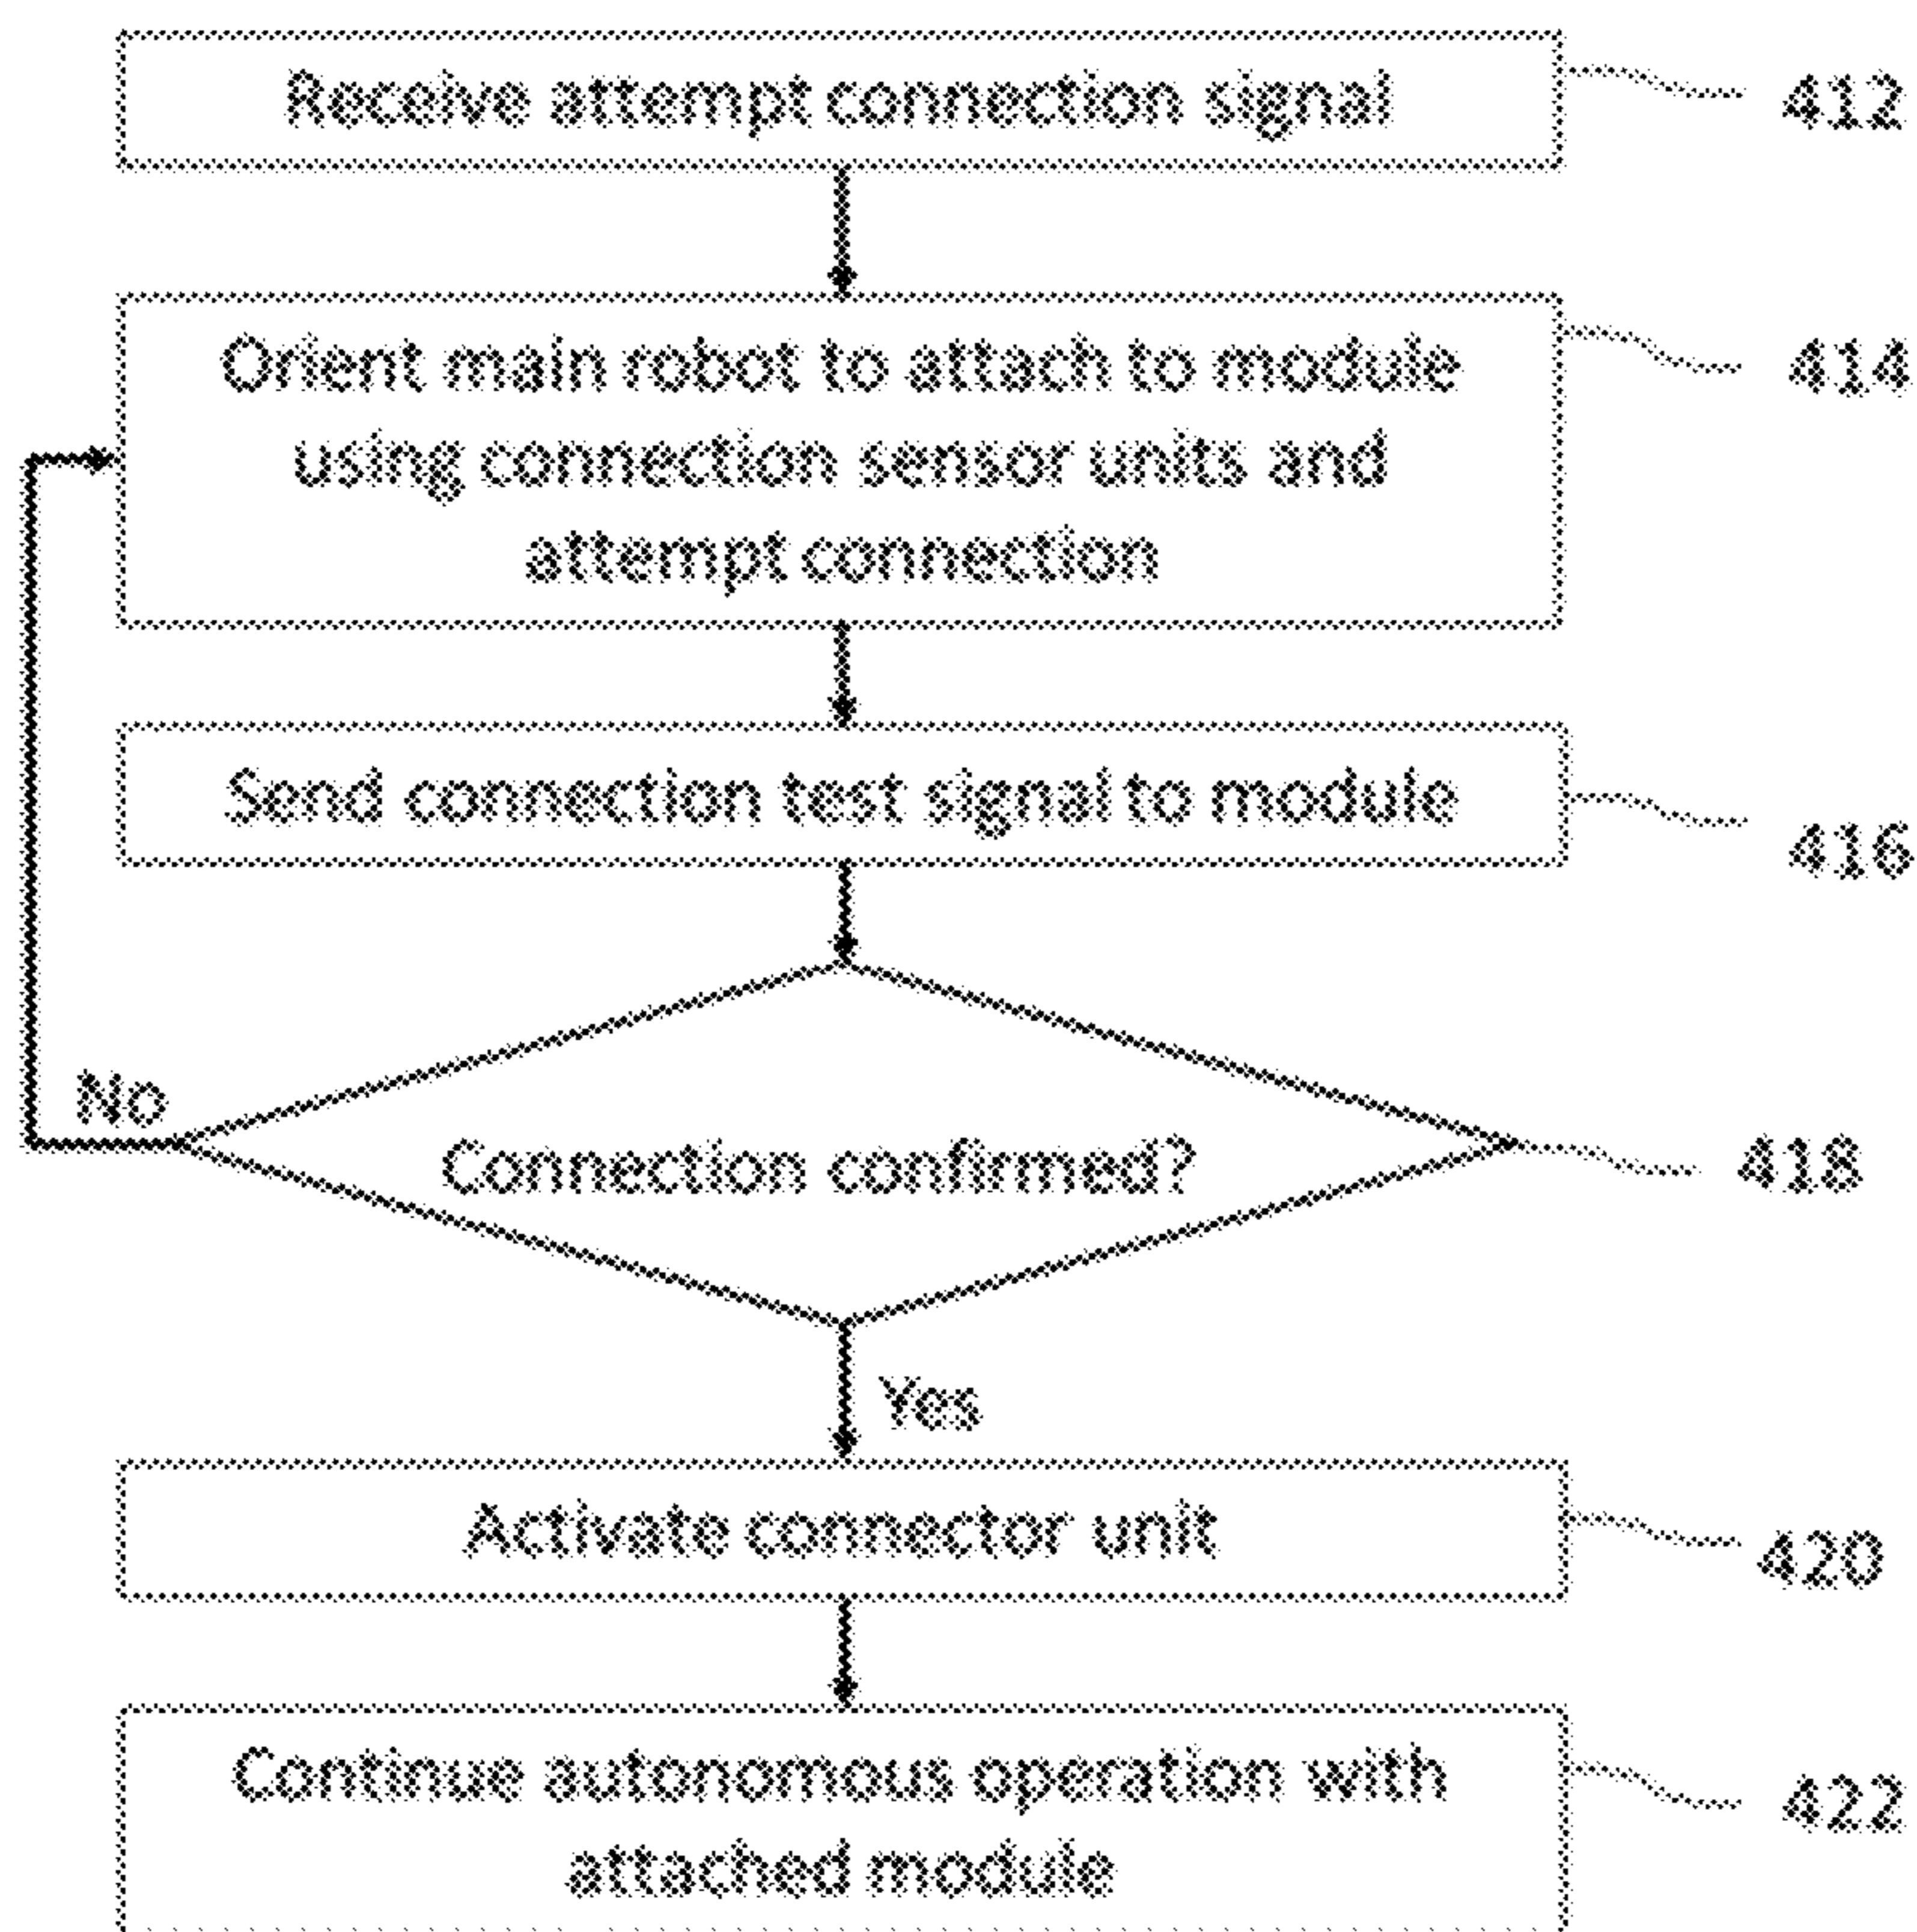 Receive attempt connection signal
412
Orient main robot to attach to module
414
using connection sensor units and
attempt connection
Send connection test signal to module
416
No
Connection confirmed?
418
Yes
Activate connector unit
420
Continue autonomous operation with
422
attached module